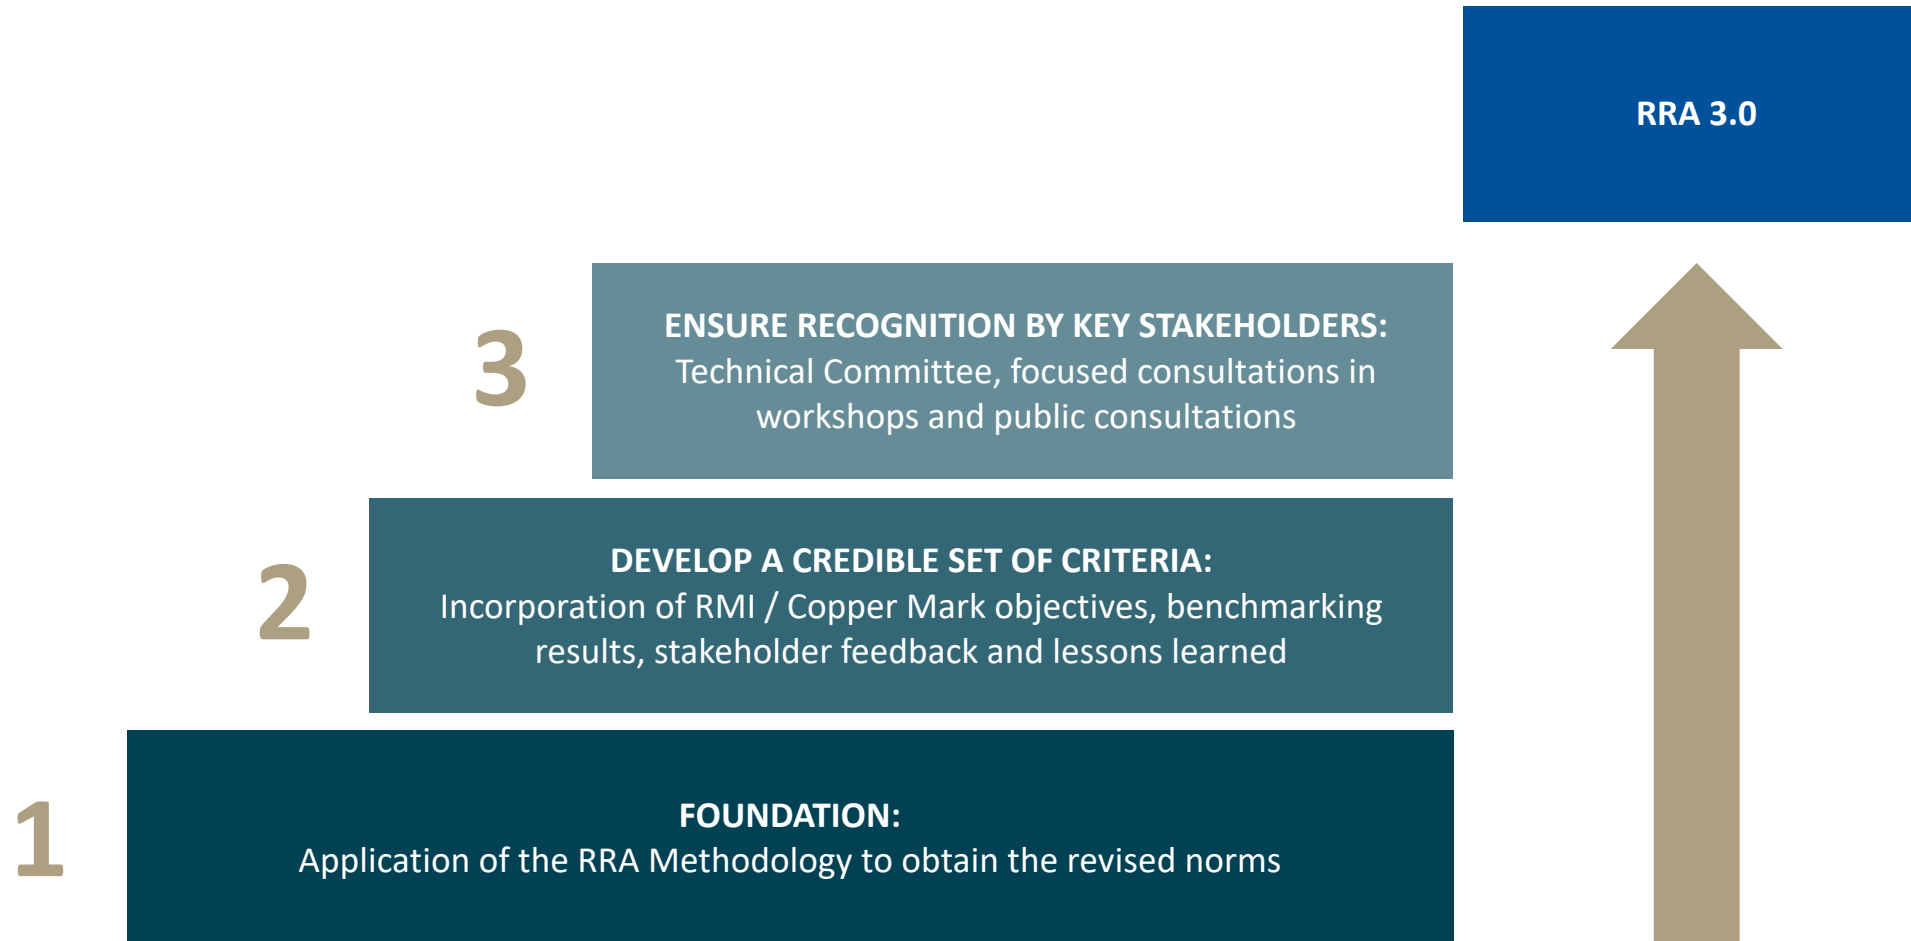 RRA 3.0
3
ENSURE RECOGNITION BY KEY STAKEHOLDERS:
Technical Committee, focused consultations in
workshops and public consultations
2
DEVELOP A CREDIBLE SET OF CRITERIA:
Incorporation of RMI / Copper Mark objectives, benchmarking
results, stakeholder feedback and lessons learned
1
FOUNDATION:
Application of the RRA Methodology to obtain the revised norms